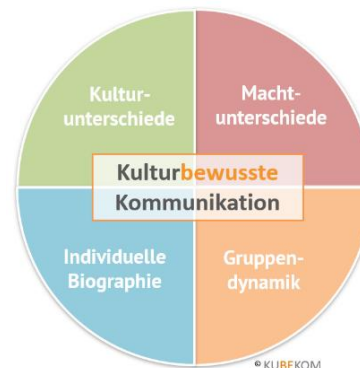 Kultur-
unterschiede
Macht-
unterschiede
Kulturbewusste
Kommunikation
Individuelle
Biographie
Gruppen-
dynamik
© KUBEKOM